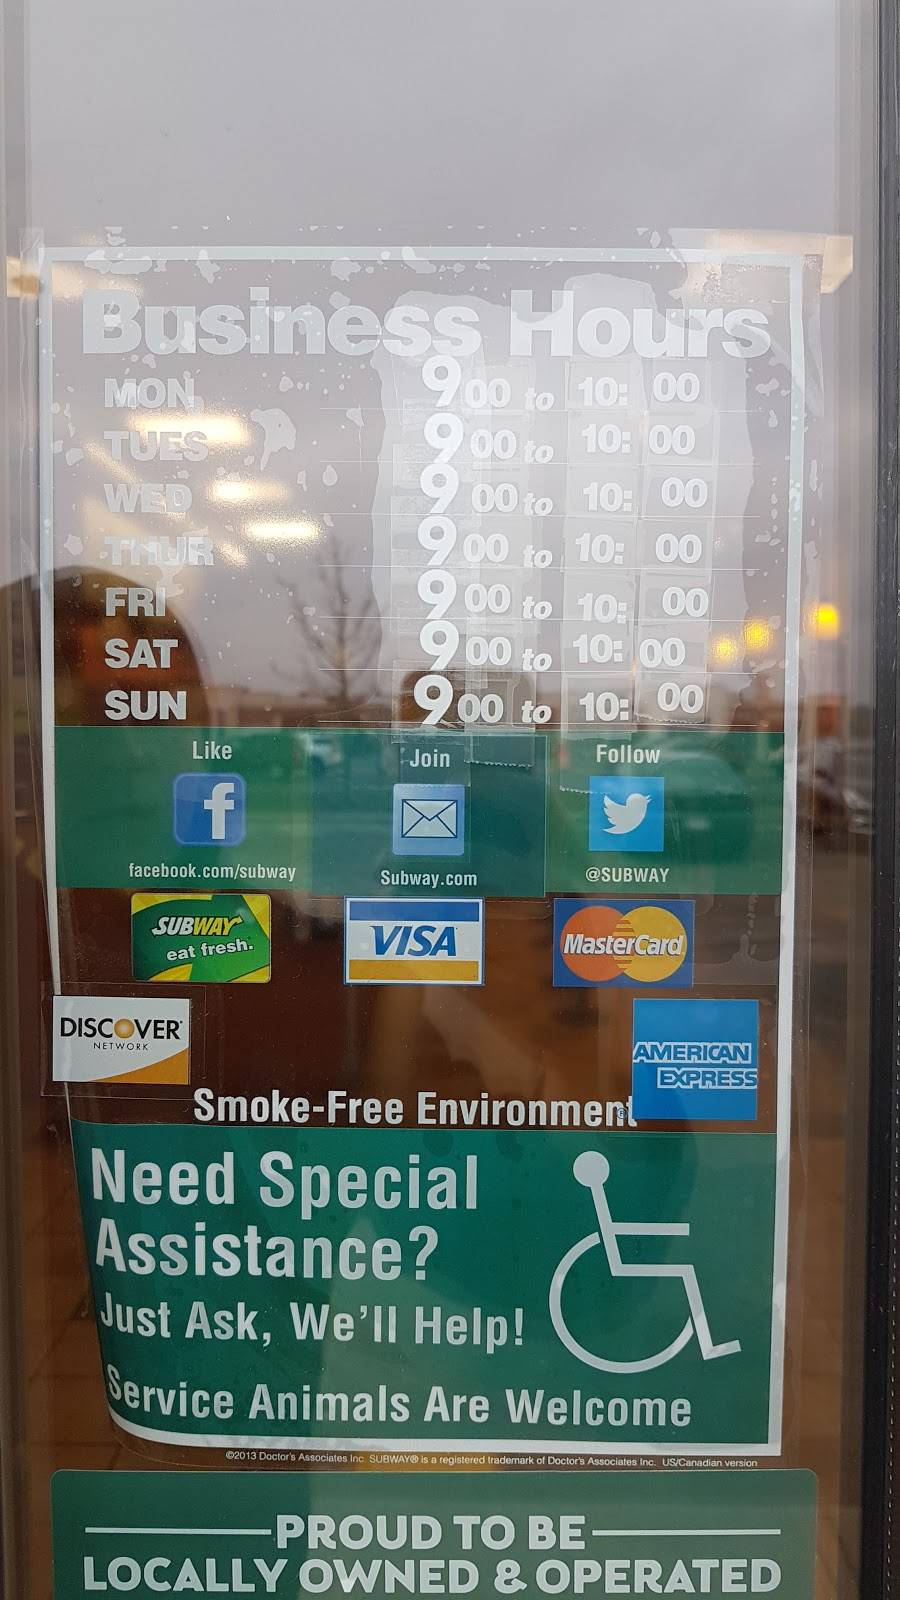 Business Hours
MON 9 00 to 10: 00
TUES 9 00 to 10: 00
WED 9 00 to 10: 00
THUR 9 00 to 10: 00
FRI 9 00 to 10: 00
SAT 9 00 to 10: 00
SUN 9 00 to 10: 00
Like Join Follow
f
facebook.com/subway Subway.com @SUBWAY
SUBWAY
eat fresh.
VISA
MasterCard
DISCOVER
NETWORK
AMERICAN
EXPRESS
®
Smoke-Free Environment
Need Special
Assistance?
Just Ask, We'll Help!
Service Animals Are Welcome
©2013 Doctor's Associates Inc. SUBWAY® is a registered trademark of Doctor's Associates Inc. US/Canadian version
PROUD TO BE
LOCALLY OWNED & OPERATED